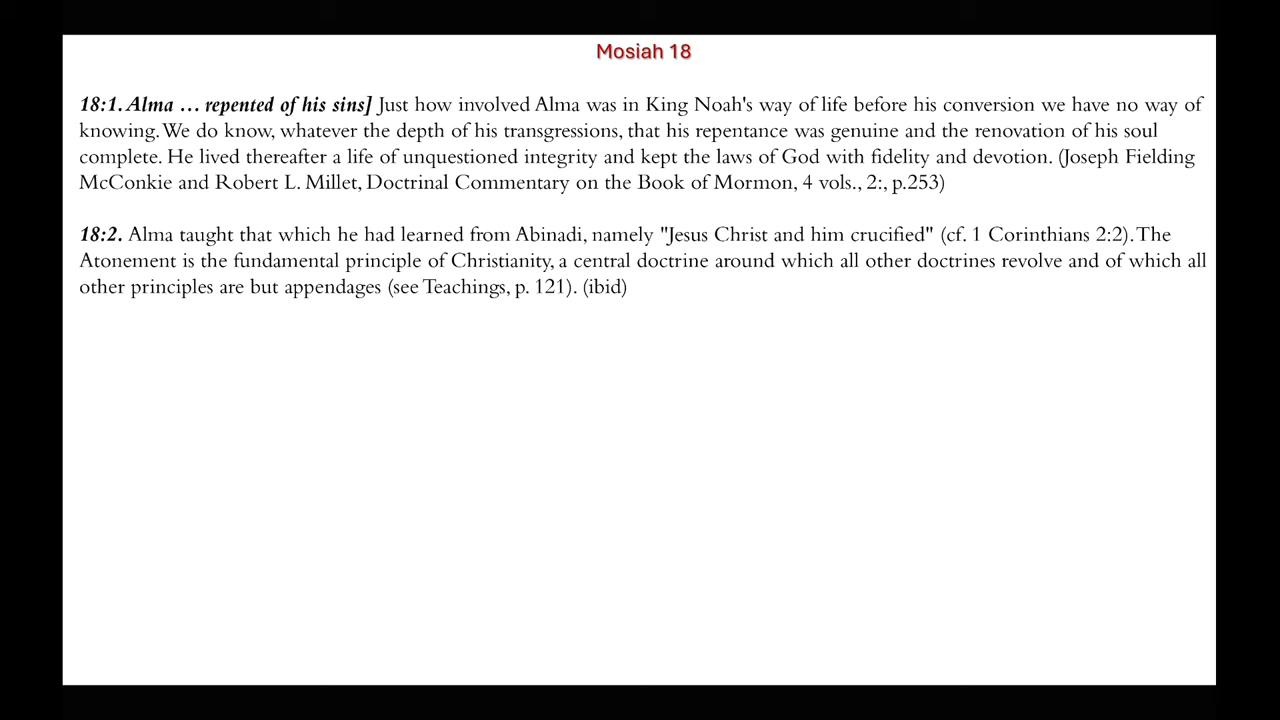 Mosiah 18
18:1. Alma … repented of his sins] Just how involved Alma was in King Noah's way of life before his conversion we have no way of
knowing. We do know, whatever the depth of his transgressions, that his repentance was genuine and the renovation of his soul
complete. He lived thereafter a life of unquestioned integrity and kept the laws of God with fidelity and devotion. (Joseph Fielding
McConkie and Robert L. Millet, Doctrinal Commentary on the Book of Mormon, 4 vols., 2:, p.253)
18:2. Alma taught that which he had learned from Abinadi, namely "Jesus Christ and him crucified" (cf. 1 Corinthians 2:2). The
Atonement is the fundamental principle of Christianity, a central doctrine around which all other doctrines revolve and of which all
other principles are but appendages (see Teachings, p. 121). (ibid)